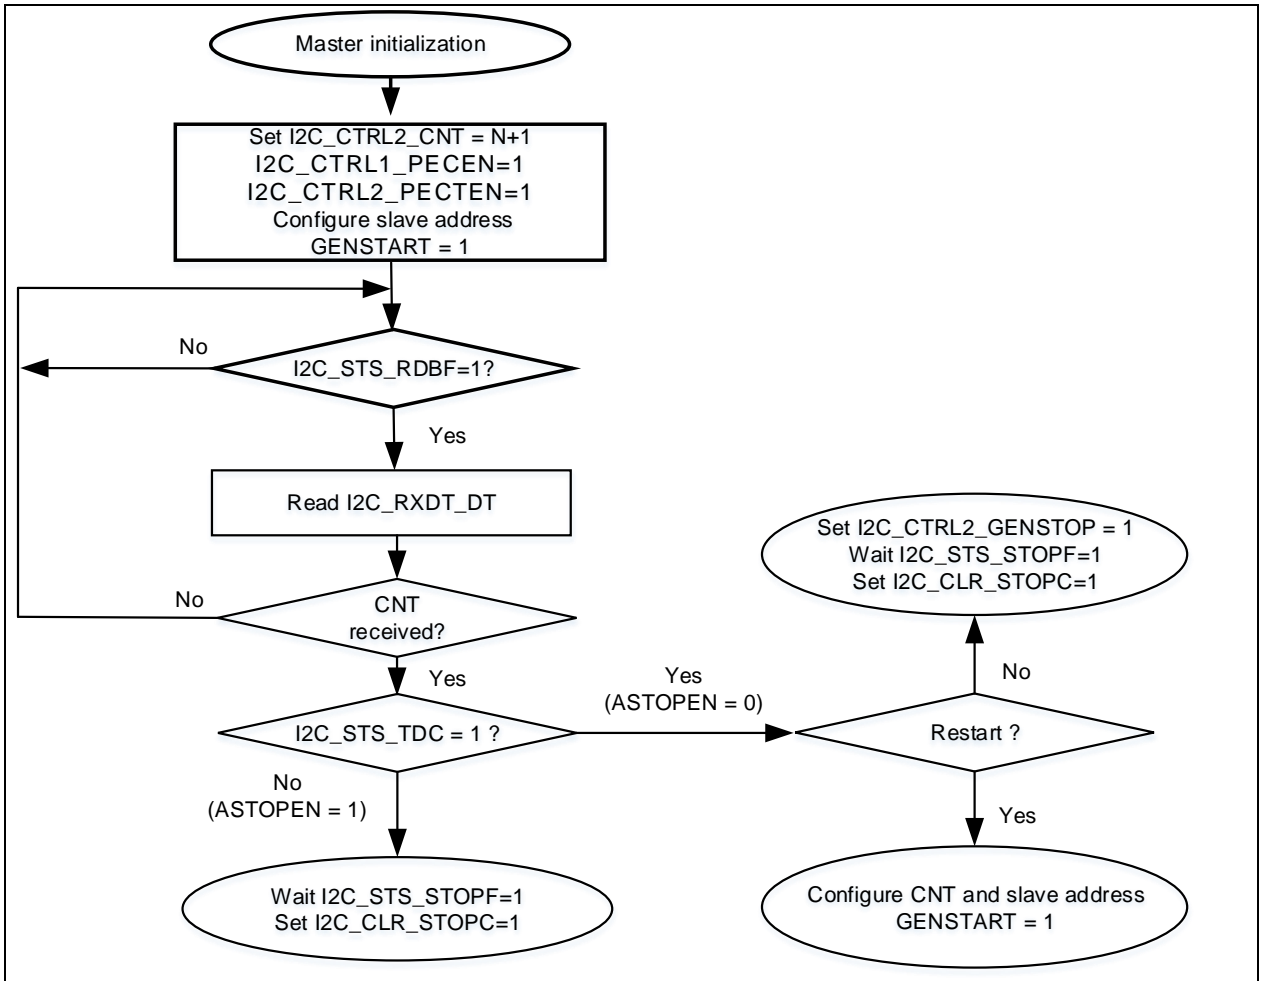 Master initialization
Set I2C_CTRL2_CNT = N+1
I2C_CTRL1_PECEN=1
I2C_CTRL2_PECTEN=1
Configure slave address
GENSTART = 1
No
I2C_STS_RDBF=1?
Yes
Read I2C_RXDT_DT
Set I2C_CTRL2_GENSTOP = 1
Wait I2C_STS_STOPF=1
Set I2C_CLR_STOPC=1
No
CNT
received?
Yes
Yes
(ASTOPEN = 0)
No
I2C_STS_TDC = 1 ?
Restart ?
No
(ASTOPEN = 1)
Yes
Wait I2C_STS_STOPF=1
Set I2C_CLR_STOPC=1
Configure CNT and slave address
GENSTART = 1